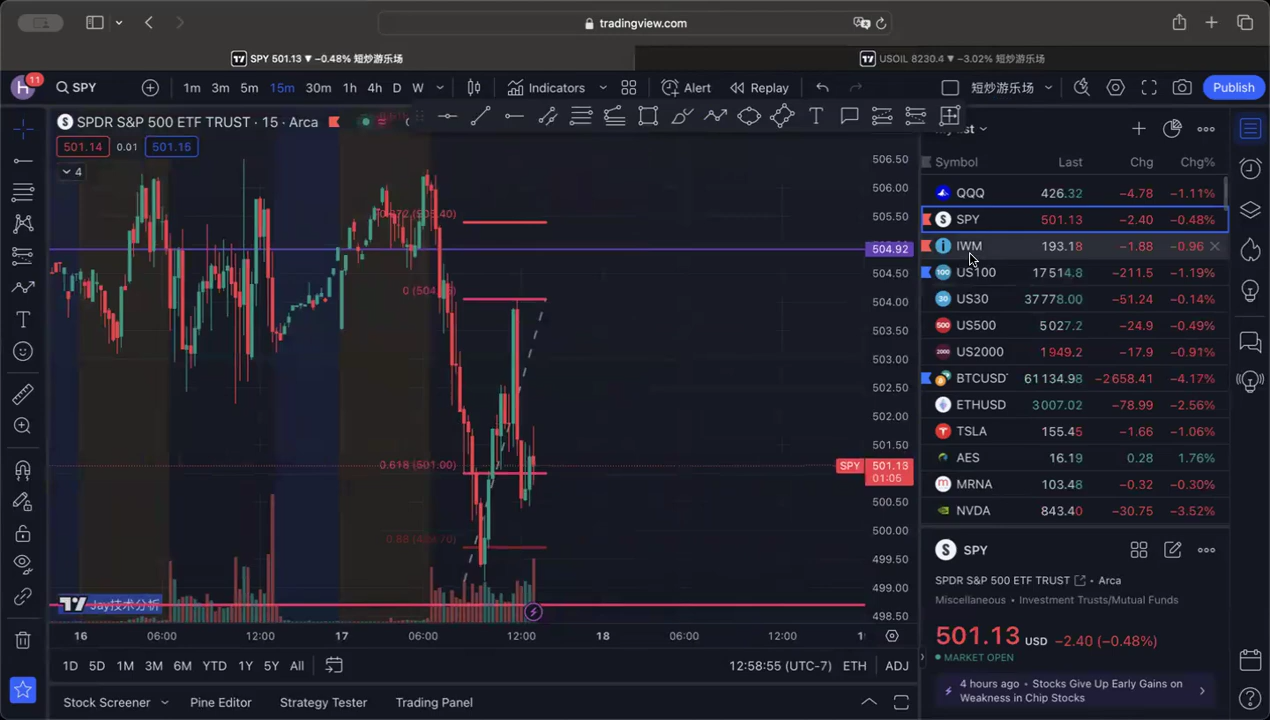 tradingview.com
SPY 501.13 ▼ −0.48% 短炒游乐场
USOIL 8230.4 ▼ −3.02% 短炒游乐场
H 11 SPY 1m 3m 5m 15m 30m 1h 4h D W Indicators Alert Replay 短炒游乐场 Publish
SPDR S&P 500 ETF TRUST · 15 · Arca
501.14 0.01 501.15
4
506.50
506.00
505.50
504.92
504.50
504.00
503.50
503.00
502.50
502.00
501.50
SPY 501.13
01:05
500.50
500.00
499.50
499.00
498.50
0.618 (501.00)
Jay技术分析
16 06:00 12:00 17 06:00 12:00 18 06:00 12:00
1D 5D 1M 3M 6M YTD 1Y 5Y All 12:58:55 (UTC-7) ETH ADJ
Stock Screener Pine Editor Strategy Tester Trading Panel
Symbol Last Chg Chg%
QQQ 426.32 −4.78 −1.11%
SPY 501.13 −2.40 −0.48%
IWM 193.18 −1.88 −0.96
US100 17514.8 −211.5 −1.19%
US30 37778.00 −51.24 −0.14%
US500 5027.2 −24.9 −0.49%
US2000 1949.2 −17.9 −0.91%
BTCUSD 61134.98 −2658.41 −4.17%
ETHUSD 3007.02 −78.99 −2.56%
TSLA 155.45 −1.66 −1.06%
AES 16.19 0.28 1.76%
MRNA 103.48 −0.32 −0.30%
NVDA 843.40 −30.75 −3.52%
SPY
SPDR S&P 500 ETF TRUST • Arca
Miscellaneous • Investment Trusts/Mutual Funds
501.13 USD −2.40 (−0.48%)
MARKET OPEN
4 hours ago • Stocks Give Up Early Gains on
Weakness in Chip Stocks